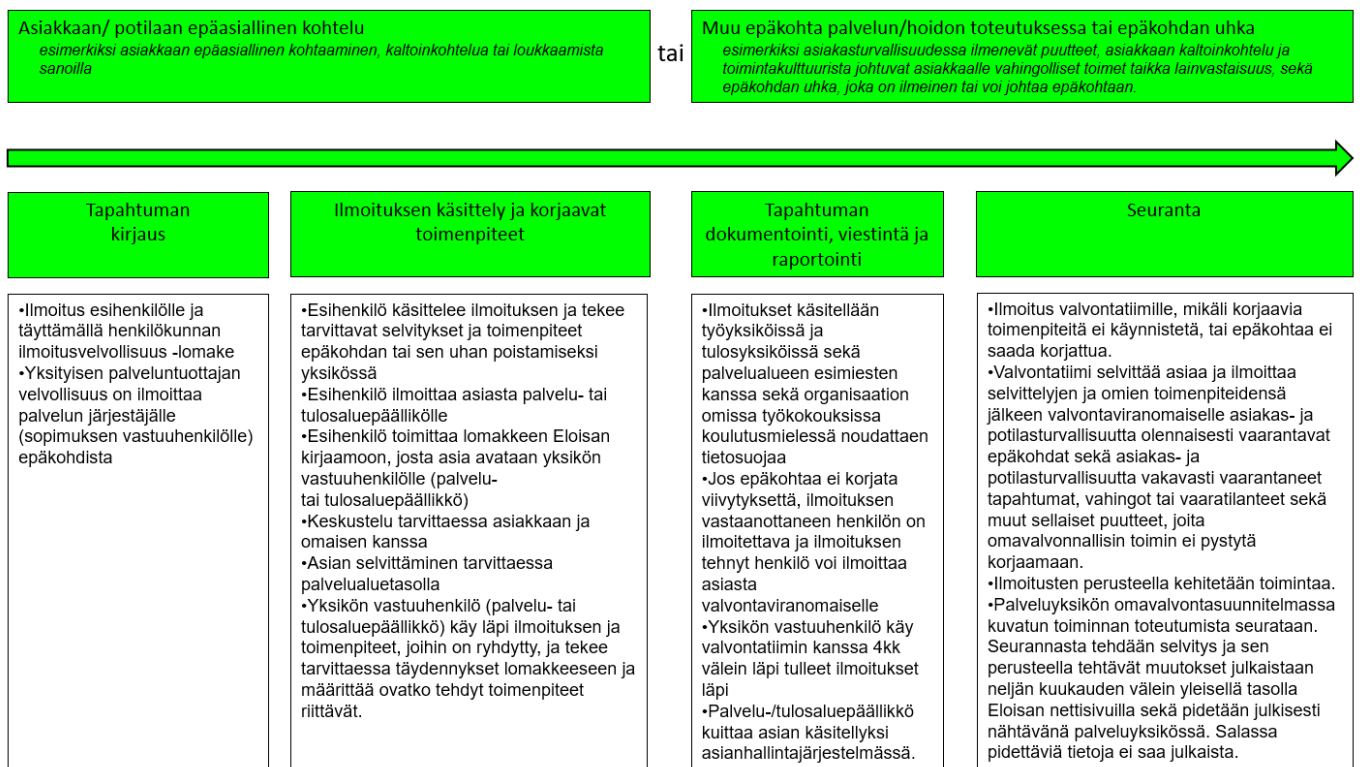 Asiakkaan/ potilaan epäasiallinen kohtelu
esimerkiksi asiakkaan epäasiallinen kohtaaminen, kaltoinkohtelua tai loukkaamista
sanoilla
tai
Muu epäkohta palvelun/hoidon toteutuksessa tai epäkohdan uhka
esimerkiksi asiakasturvallisuudessa ilmenevät puutteet, asiakkaan kaltoinkohtelu ja
toimintakulttuurista johtuvat asiakkaalle vahingolliset toimet taikka lainvastaisuus, sekä
epäkohdan uhka, joka on ilmeinen tai voi johtaa epäkohtaan.
Tapahtuman
kirjaus
•Ilmoitus esihenkilölle ja
täyttämällä henkilökunnan
ilmoitusvelvollisuus -lomake
•Yksityisen palveluntuottajan
velvollisuus on ilmoittaa
palvelun järjestäjälle
(sopimuksen vastuuhenkilölle)
epäkohdista
Ilmoituksen käsittely ja korjaavat
toimenpiteet
•Esihenkilö käsittelee ilmoituksen ja tekee
tarvittavat selvitykset ja toimenpiteet
epäkohdan tai sen uhan poistamiseksi
yksikössä
•Esihenkilö ilmoittaa asiasta palvelu- tai
tulosaluepäällikölle
•Esihenkilö toimittaa lomakkeen Eloisan
kirjaamoon, josta asia avataan yksikön
vastuuhenkilölle (palvelu-
tai tulosaluepäällikkö)
•Keskustelu tarvittaessa asiakkaan ja
omaisen kanssa
•Asian selvittäminen tarvittaessa
palvelualuetasolla
•Yksikön vastuuhenkilö (palvelu- tai
tulosaluepäällikkö) käy läpi ilmoituksen ja
toimenpiteet, joihin on ryhdytty, ja tekee
tarvittaessa täydennykset lomakkeeseen ja
määrittää ovatko tehdyt toimenpiteet
riittävät.
Tapahtuman
dokumentointi, viestintä ja
raportointi
•Ilmoitukset käsitellään
työyksiköissä ja
tulosyksiköissä sekä
palvelualueen esimiesten
kanssa sekä organisaation
omissa työkokouksissa
koulutusmielessä noudattaen
tietosuojaa
•Jos epäkohtaa ei korjata
viivytyksettä, ilmoituksen
vastaanottaneen henkilön on
ilmoitettava ja ilmoituksen
tehnyt henkilö voi ilmoittaa
asiasta
valvontaviranomaiselle
•Yksikön vastuuhenkilö käy
valvontatiimin kanssa 4kk
välein läpi tulleet ilmoitukset
läpi
•Palvelu-/tulosaluepäällikkö
kuittaa asian käsitellyksi
asianhallintajärjestelmässä.
Seuranta
•Ilmoitus valvontatiimille, mikäli korjaavia
toimenpiteitä ei käynnistetä, tai epäkohtaa ei
saada korjattua.
•Valvontatiimi selvittää asiaa ja ilmoittaa
selvittelyjen ja omien toimenpiteidensä
jälkeen valvontaviranomaiselle asiakas- ja
potilasturvallisuutta olennaisesti vaarantavat
epäkohdat sekä asiakas- ja
potilasturvallisuutta vakavasti vaarantaneet
tapahtumat, vahingot tai vaaratilanteet sekä
muut sellaiset puutteet, joita
omavalvonnallisin toimin ei pystytä
korjaamaan.
•Ilmoitusten perusteella kehitetään toimintaa.
•Palveluyksikön omavalvontasuunnitelmassa
kuvatun toiminnan toteutumista seurataan.
Seurannasta tehdään selvitys ja sen
perusteella tehtävät muutokset julkaistaan
neljän kuukauden välein yleisellä tasolla
Eloisan nettisivuilla sekä pidetään julkisesti
nähtävänä palveluyksikössä. Salassa
pidettäviä tietoja ei saa julkaista.